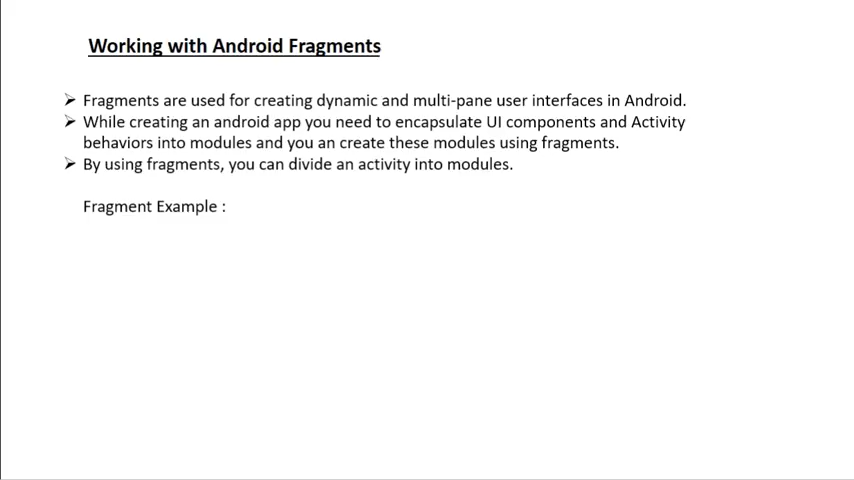 Working with Android Fragments
➢ Fragments are used for creating dynamic and multi-pane user interfaces in Android.
➢ While creating an android app you need to encapsulate UI components and Activity
behaviors into modules and you an create these modules using fragments.
➢ By using fragments, you can divide an activity into modules.
Fragment Example :